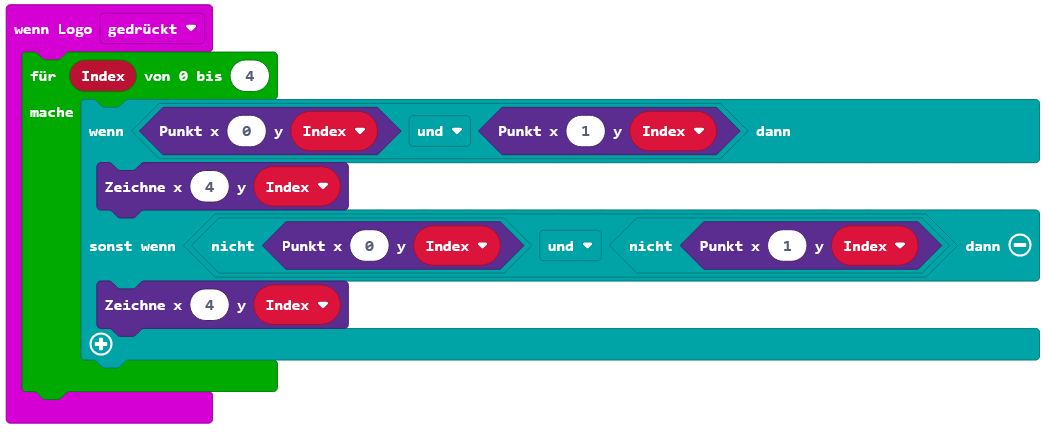 wenn Logo gedrückt
für Index von 0 bis 4
mache
wenn Punkt x 0 y Index und Punkt x 1 y Index dann
Zeichne x 4 y Index
sonst wenn nicht Punkt x 0 y Index und nicht Punkt x 1 y Index dann
Zeichne x 4 y Index